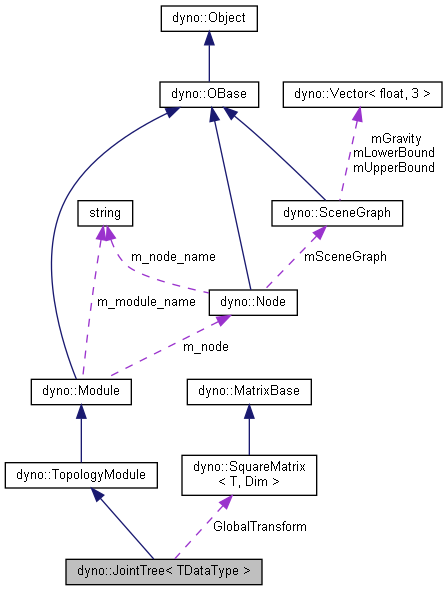 dyno::Object
dyno::OBase
dyno::Vector< float, 3 >
mGravity
mLowerBound
mUpperBound
string
dyno::SceneGraph
m_node_name
mSceneGraph
m_module_name
dyno::Node
m_node
dyno::Module
dyno::MatrixBase
dyno::TopologyModule
dyno::SquareMatrix
< T, Dim >
GlobalTransform
dyno::JointTree< TDataType >